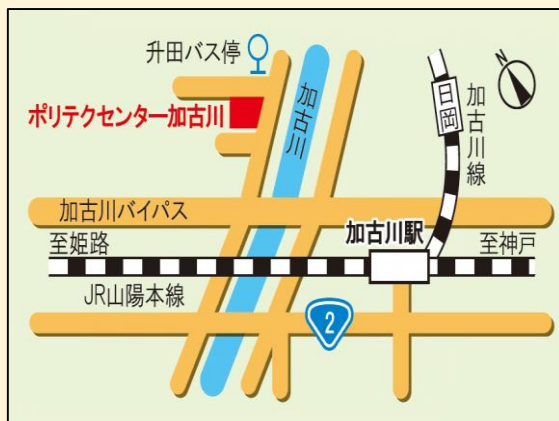 升田バス停
N
ポリテクセンター加古川
加古川
日岡
加古川線
加古川バイパス
至姫路
加古川駅
至神戸
JR山陽本線
2